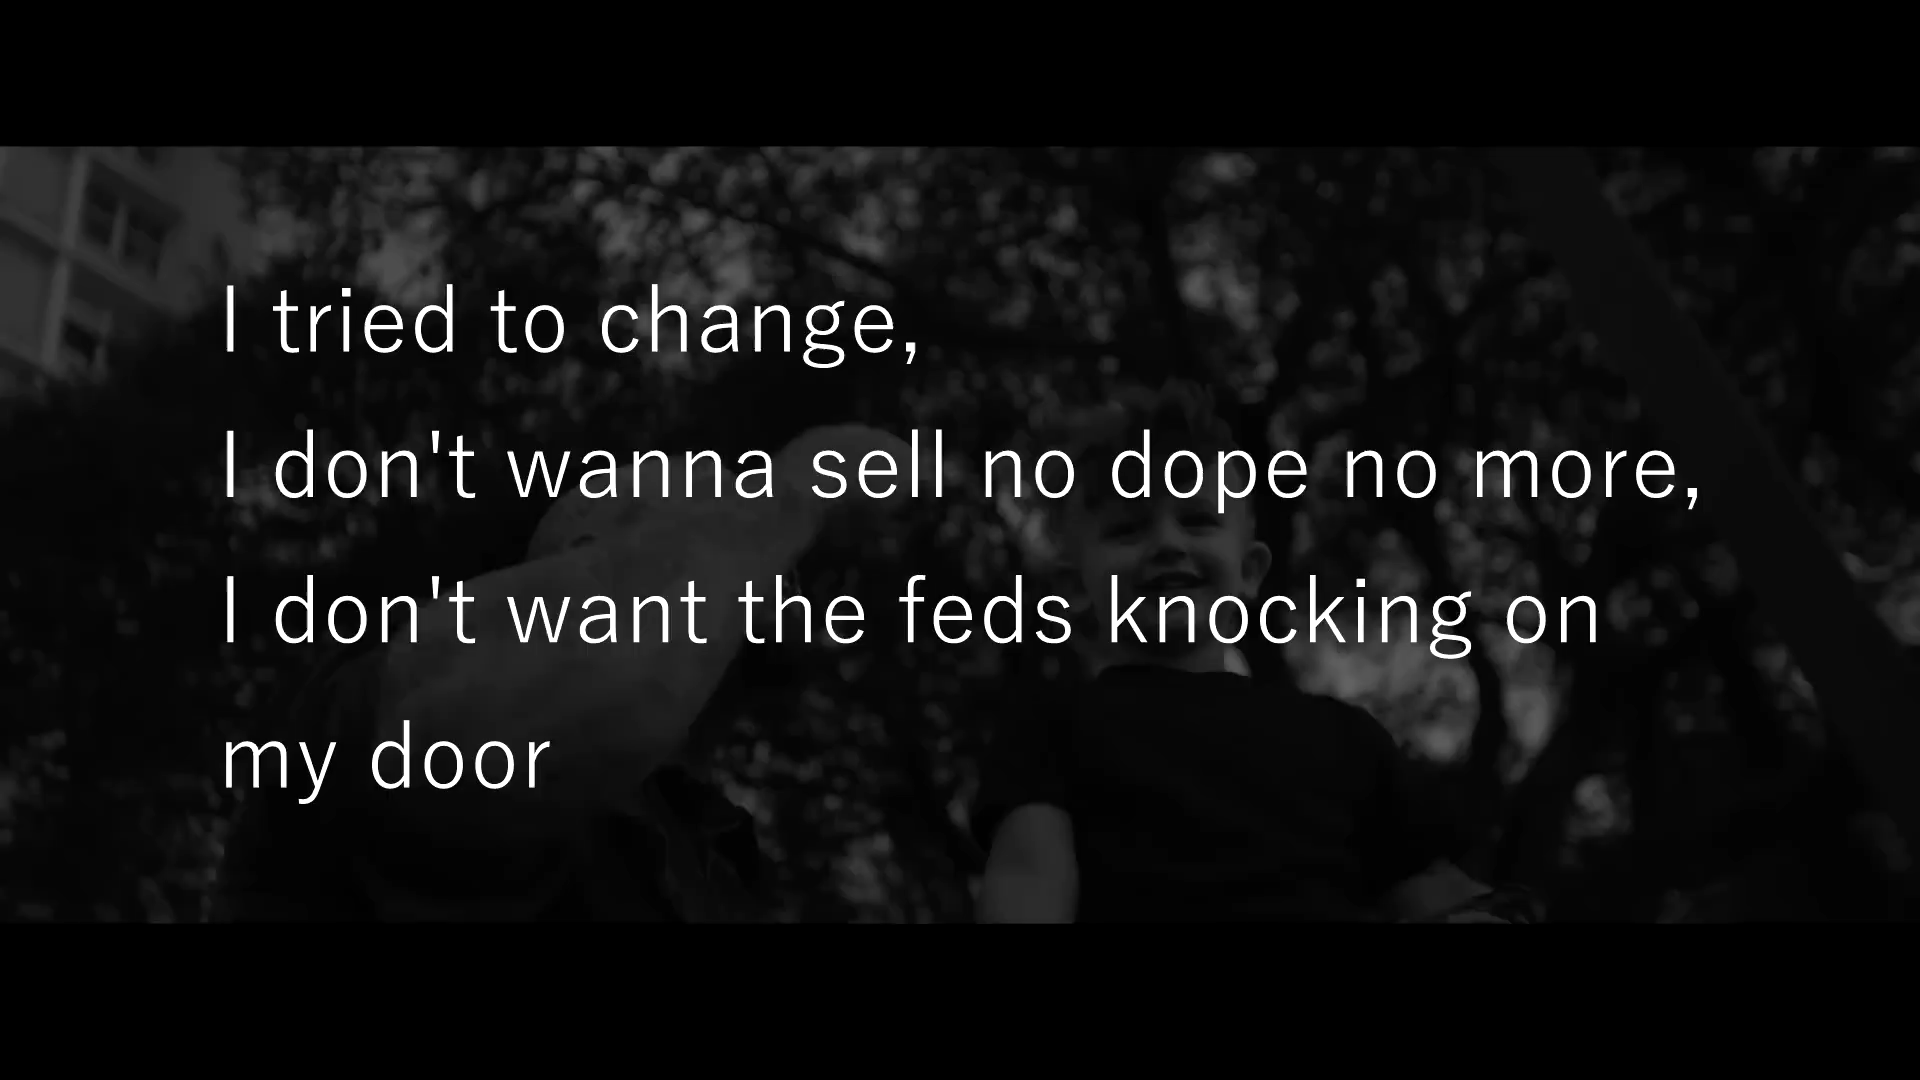 I tried to change,
I don't wanna sell no dope no more,
I don't want the feds knocking on
my door